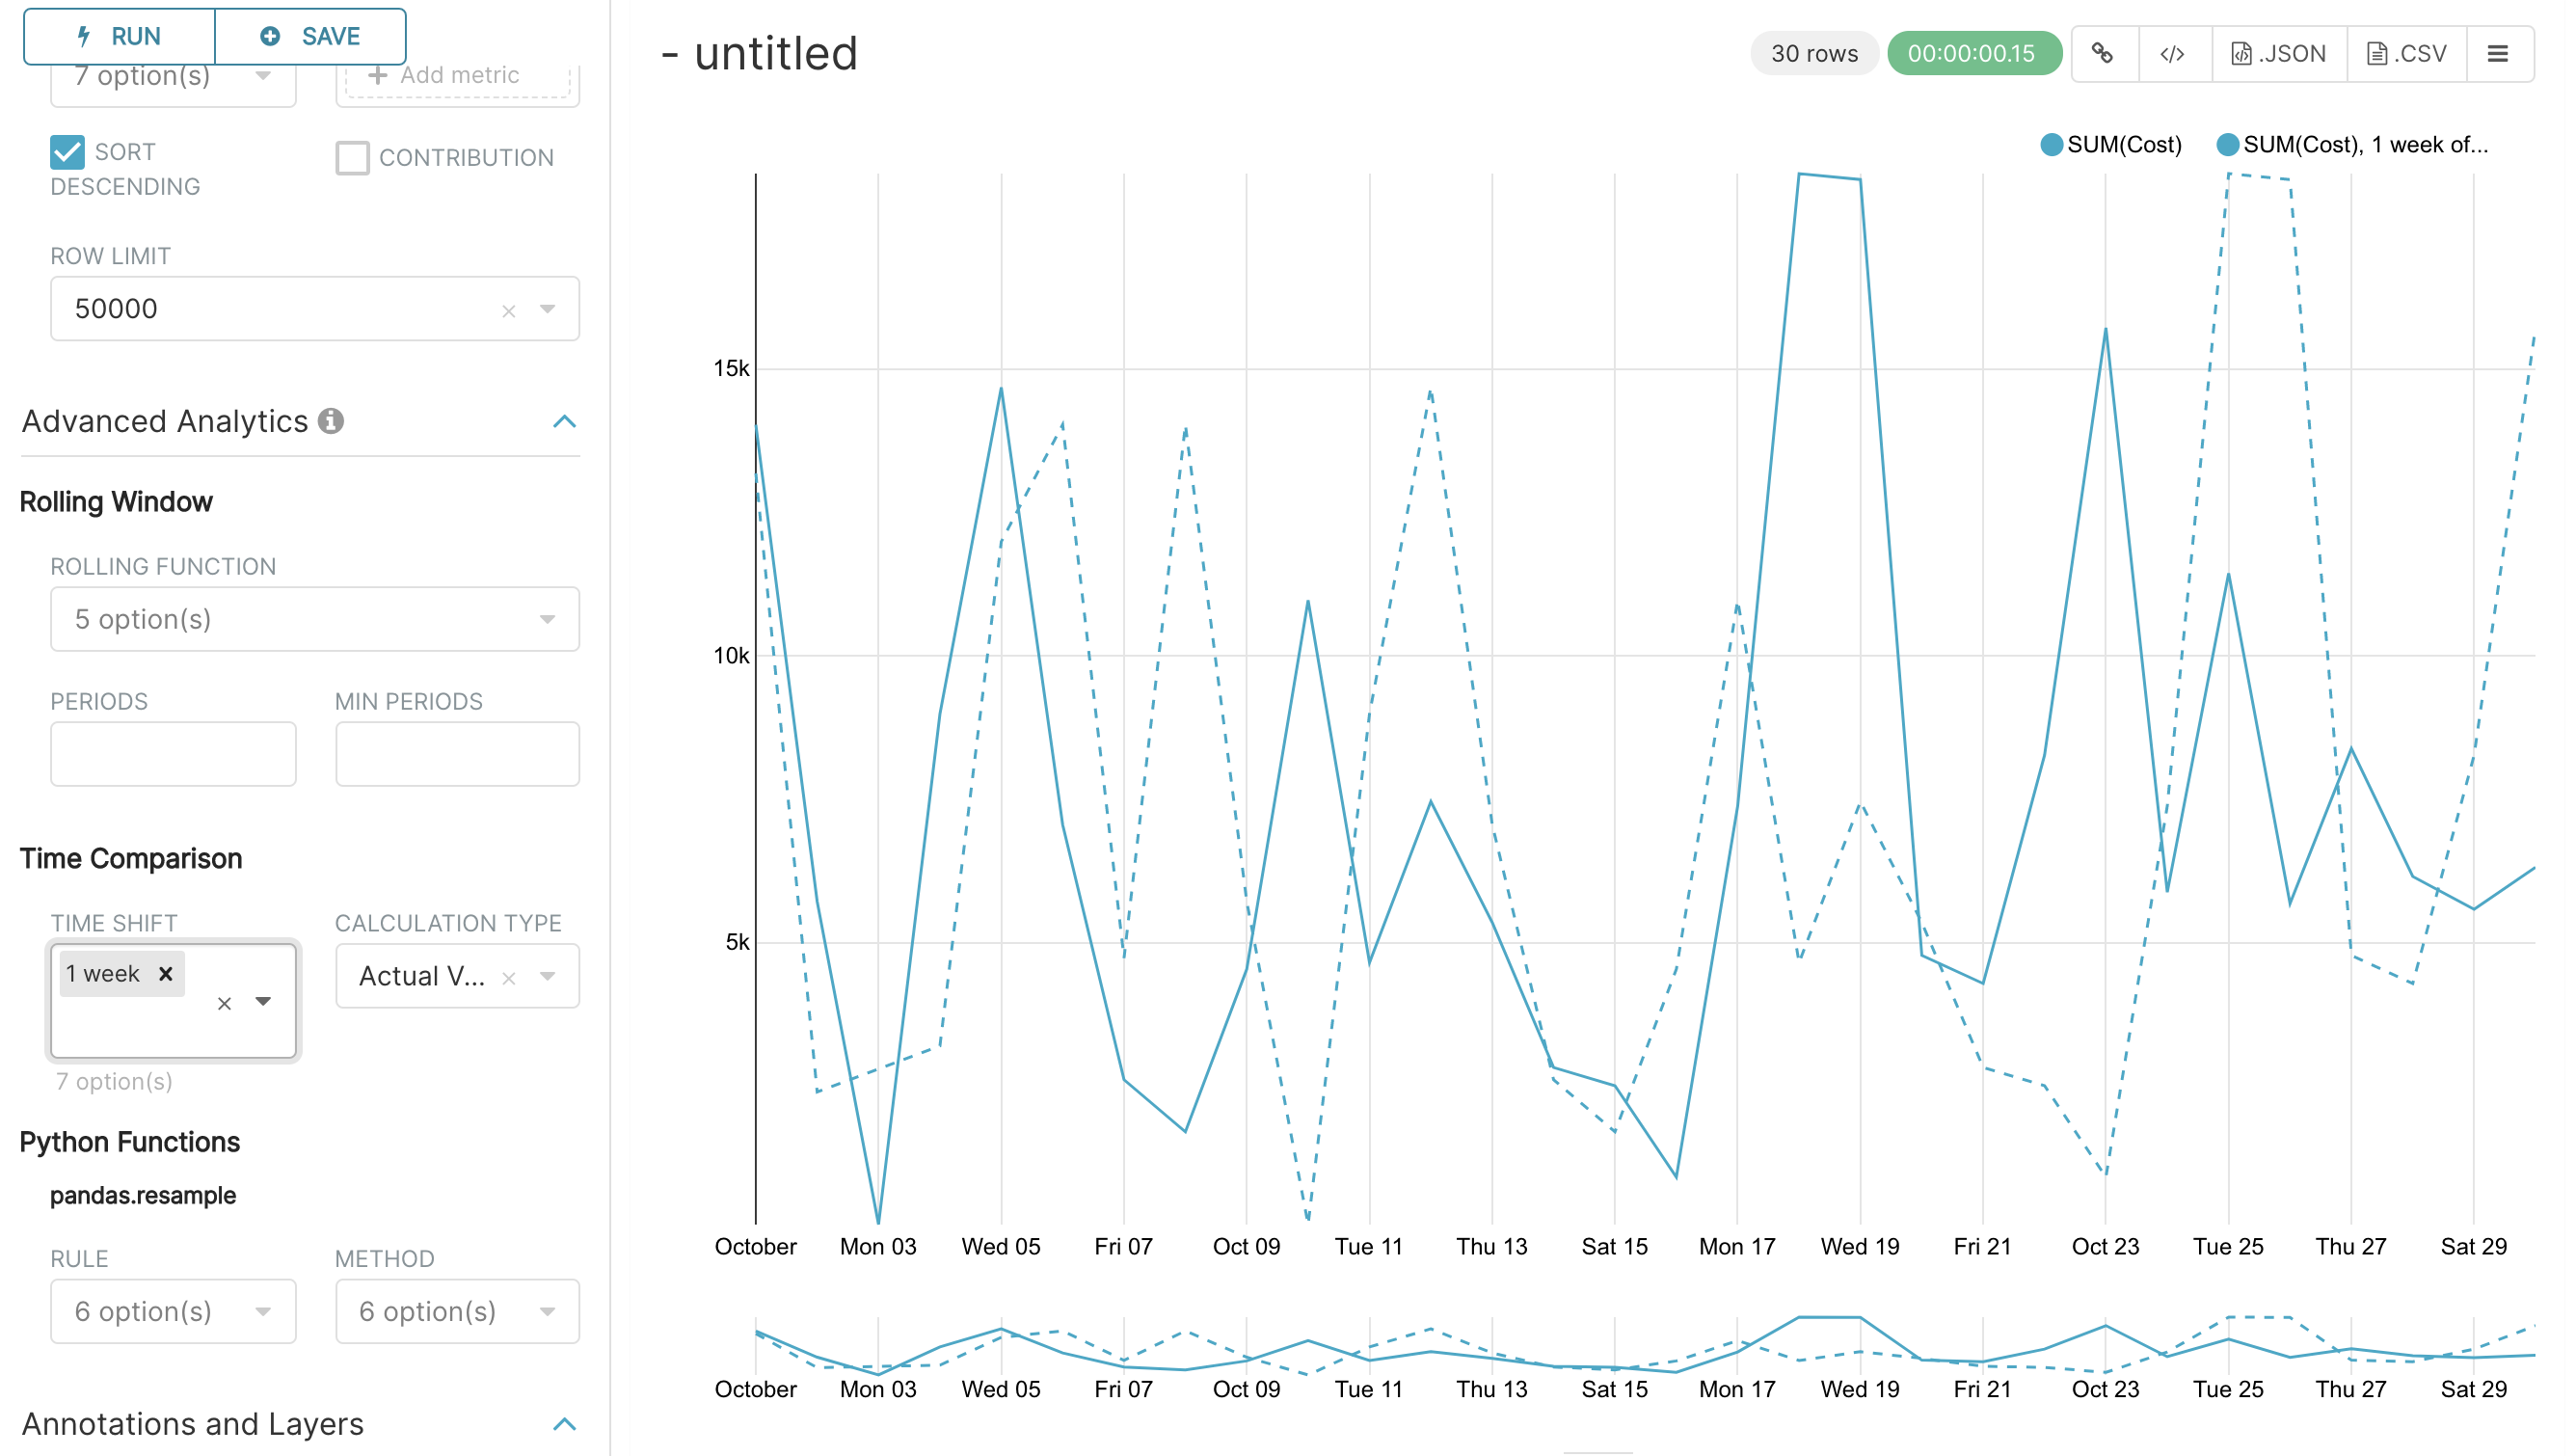 RUN SAVE
7 option(s) Add metric
SORT DESCENDING
CONTRIBUTION
ROW LIMIT
50000
Advanced Analytics
Rolling Window
ROLLING FUNCTION
5 option(s)
PERIODS MIN PERIODS
Time Comparison
TIME SHIFT CALCULATION TYPE
1 week Actual V...
7 option(s)
Python Functions
pandas.resample
RULE METHOD
6 option(s) 6 option(s)
Annotations and Layers
- untitled
30 rows 00:00:00.15 </> .JSON .CSV
SUM(Cost) SUM(Cost), 1 week of...
15k
10k
5k
October Mon 03 Wed 05 Fri 07 Oct 09 Tue 11 Thu 13 Sat 15 Mon 17 Wed 19 Fri 21 Oct 23 Tue 25 Thu 27 Sat 29
October Mon 03 Wed 05 Fri 07 Oct 09 Tue 11 Thu 13 Sat 15 Mon 17 Wed 19 Fri 21 Oct 23 Tue 25 Thu 27 Sat 29